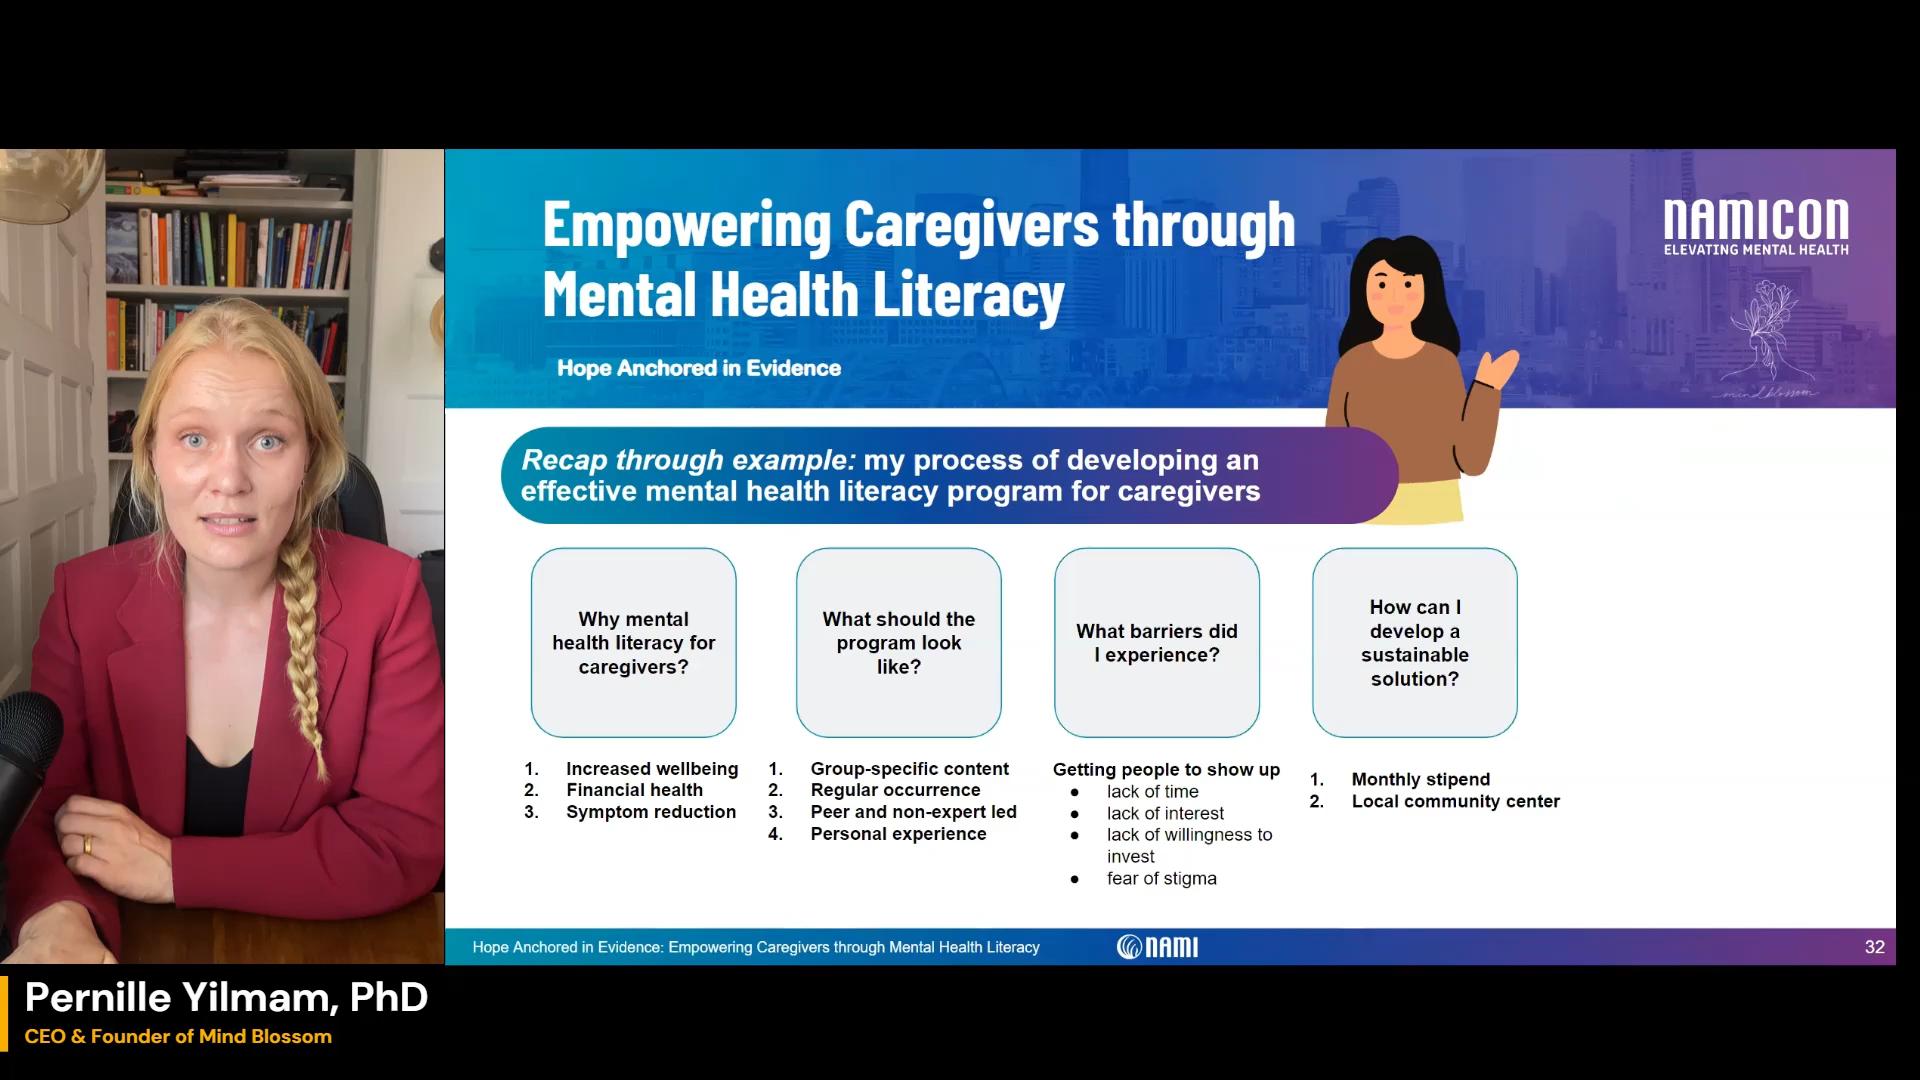 Empowering Caregivers through
Mental Health Literacy
Hope Anchored in Evidence
NAMICON
ELEVATING MENTAL HEALTH
mindblossom
Recap through example: my process of developing an
effective mental health literacy program for caregivers
Why mental
health literacy for
caregivers?
1. Increased wellbeing
2. Financial health
3. Symptom reduction
What should the
program look
like?
1. Group-specific content
2. Regular occurrence
3. Peer and non-expert led
4. Personal experience
What barriers did
I experience?
Getting people to show up
● lack of time
● lack of interest
● lack of willingness to
invest
● fear of stigma
How can I
develop a
sustainable
solution?
1. Monthly stipend
2. Local community center
Hope Anchored in Evidence: Empowering Caregivers through Mental Health Literacy
NAMI
32
Pernille Yilmam, PhD
CEO & Founder of Mind Blossom